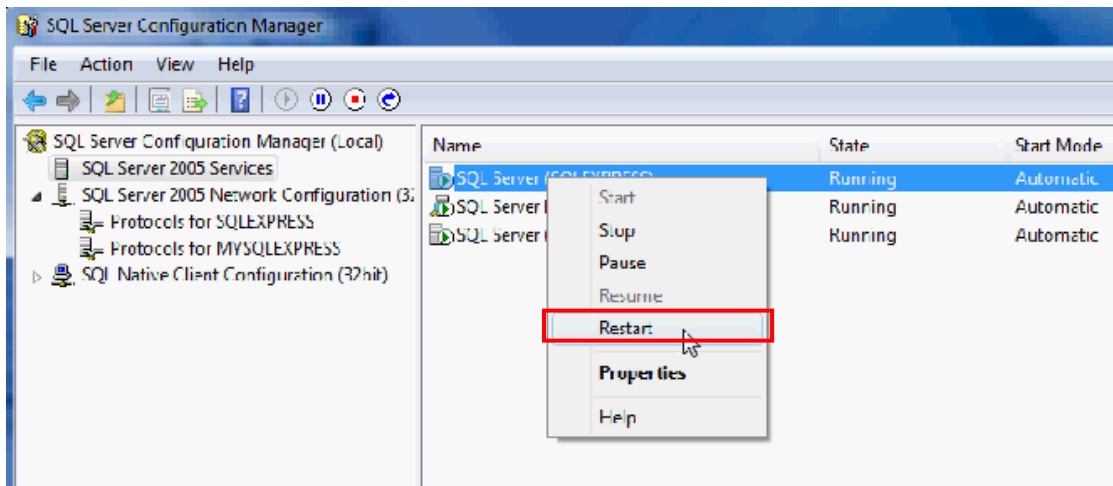 SQL Server Configuration Manager
File Action View Help
SQL Server Configuration Manager (Local)
SQL Server 2005 Services
SQL Server 2005 Network Configuration (32
Protocols for SQLEXPRESS
Protocols for MYSQLEXPRESS
SQL Native Client Configuration (32bit)
Name State Start Mode
SQL Server (SQLEXPRESS) Running Automatic
SQL Server Running Automatic
SQL Server ( Running Automatic
Start
Stop
Pause
Resume
Restart
Properties
Help